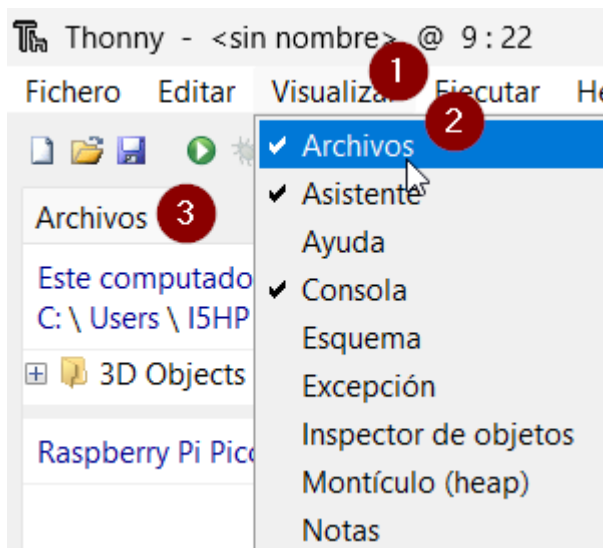 Thonny - <sin nombre> @ 9 : 22
Fichero Editar Visualizar Ejecutar He
1
2
Archivos
Asistente
Ayuda
Consola
Esquema
Excepción
Inspector de objetos
Montículo (heap)
Notas
Archivos 3
Este computado
C: \ Users \ I5HP
3D Objects
Raspberry Pi Pico